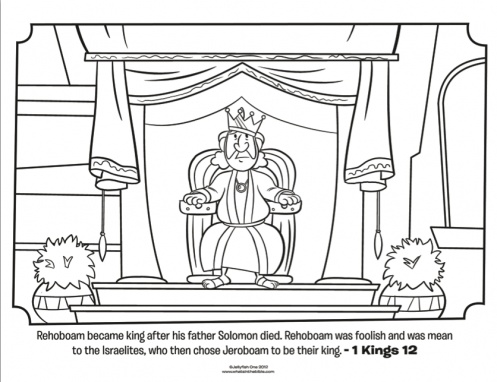 Rehoboam became king after his father Solomon died. Rehoboam was foolish and was mean
to the Israelites, who then chose Jeroboam to be their king. - 1 Kings 12
©Jellyfish One 2017
www.whatsinthebible.com